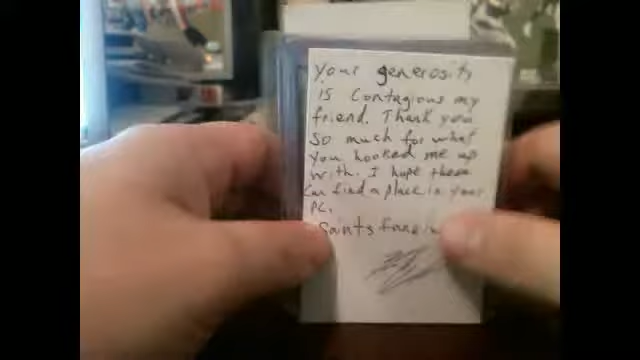 Your generosity
is contagious my
friend. Thank you
so much for what
you hooked me up
with. I hope these
can find a place in your
PC.
Saints